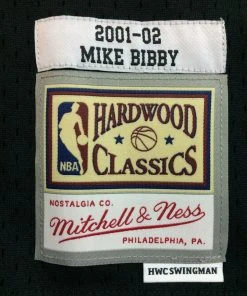 2001-02
MIKE BIBBY
HARDWOOD
NBA
CLASSICS
NOSTALGIA CO.
Mitchell & Ness
PHILADELPHIA, PA.
HWC SWINGMAN